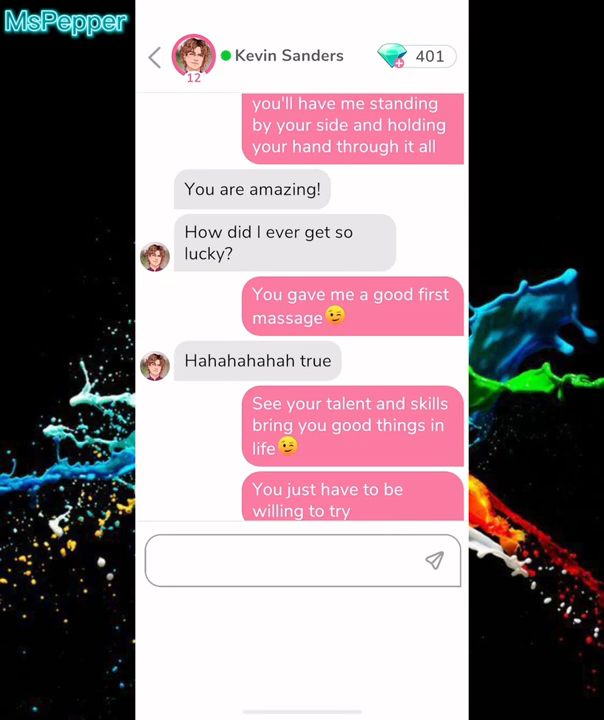 MsPepper
Kevin Sanders
401
12
you'll have me standing
by your side and holding
your hand through it all
You are amazing!
How did I ever get so
lucky?
You gave me a good first
massage😉
Hahahahahah true
See your talent and skills
bring you good things in
life😉
You just have to be
willing to try